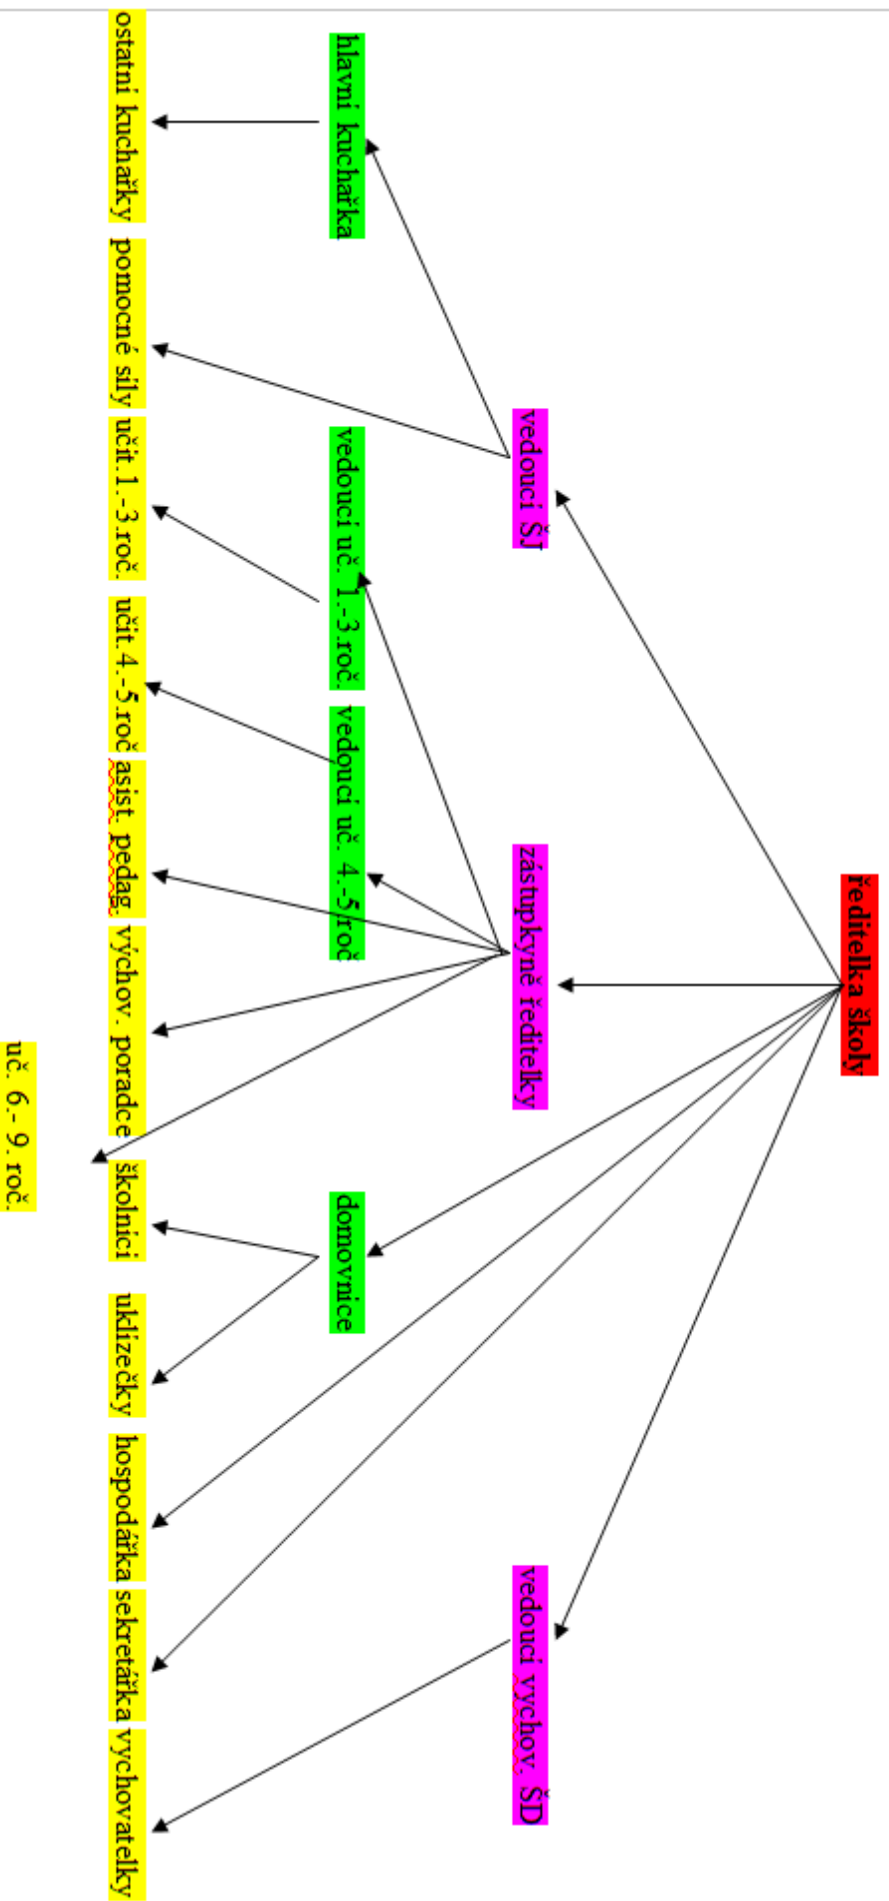 ředitelka školy
vedoucí ŠJ
zástupkyně ředitelky
vedoucí vychov. ŠD
hlavní kuchařka
vedoucí uč. 1.-3.roč.
vedoucí uč. 4.-5.roč
domovnice
ostatní kuchařky
pomocné síly
učit.1.-3.roč.
učit.4.-5.roč
asist. pedag.
výchov. poradce
školníci
uklízečky
hospodářka
sekretářka
vychovatelky
uč. 6.- 9. roč.